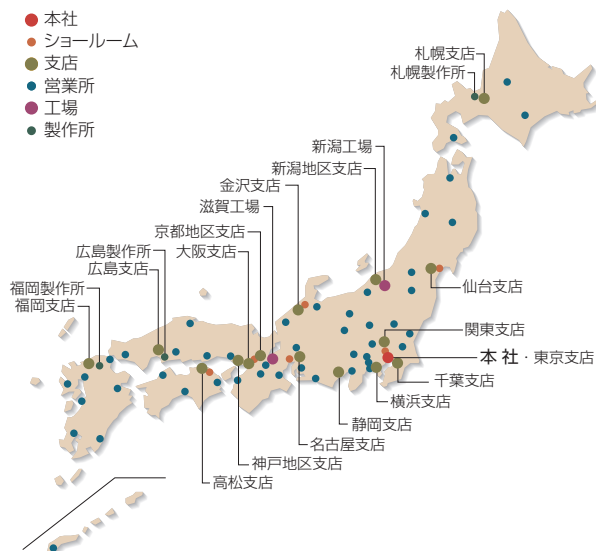 本社
ショールーム
支店
営業所
工場
製作所
札幌支店
札幌製作所
新潟工場
新潟地区支店
金沢支店
滋賀工場
京都地区支店
大阪支店
広島製作所
広島支店
福岡製作所
福岡支店
仙台支店
関東支店
本社・東京支店
千葉支店
横浜支店
静岡支店
名古屋支店
神戸地区支店
高松支店